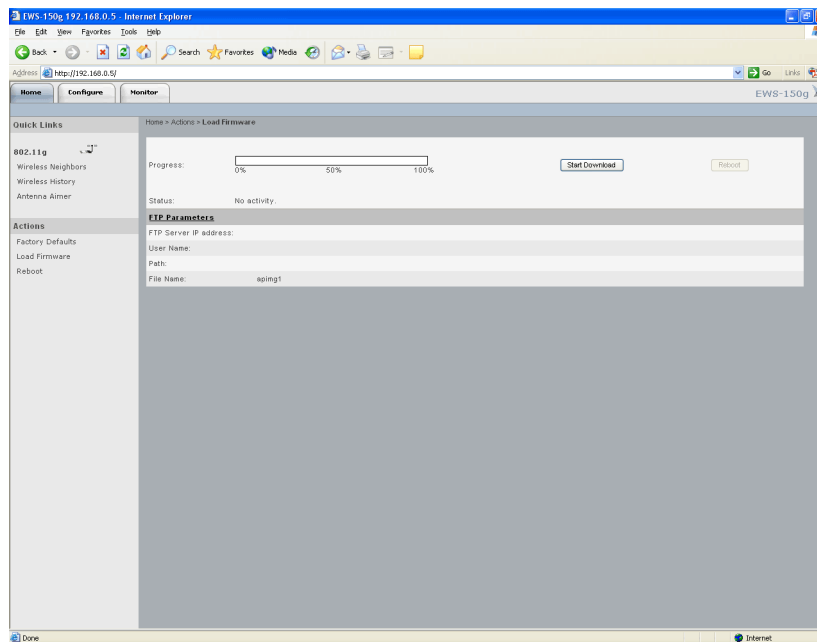 EWS-150g 192.168.0.5 - Internet Explorer
File Edit View Favorites Tools Help
Back Search Favorites Media
Address http://192.168.0.5/ Go Links
Home Configure Monitor EWS-150g
Quick Links
802.11g
Wireless Neighbors
Wireless History
Antenna Aimer
Actions
Factory Defaults
Load Firmware
Reboot
Home > Actions > Load Firmware
Progress: Start Download Reboot
0% 50% 100%
Status: No activity.
FTP Parameters
FTP Server IP address:
User Name:
Path:
File Name: apimg1
Done Internet